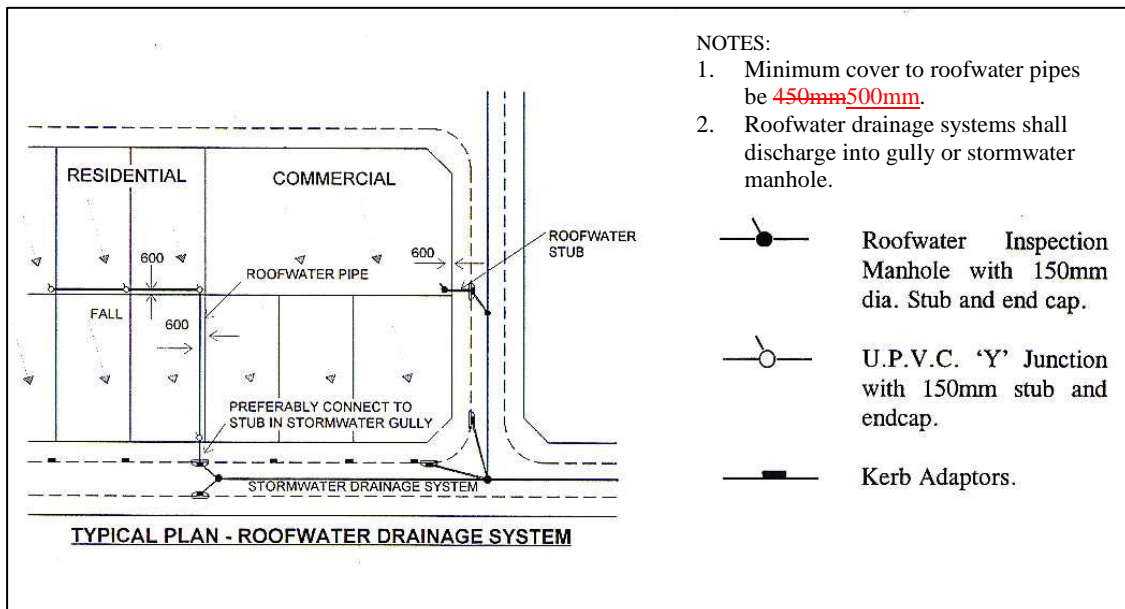 NOTES:
1. Minimum cover to roofwater pipes
be 450mm500mm.
2. Roofwater drainage systems shall
discharge into gully or stormwater
manhole.
RESIDENTIAL
COMMERCIAL
600
ROOFWATER
STUB
600
ROOFWATER PIPE
FALL
600
PREFERABLY CONNECT TO
STUB IN STORMWATER GULLY
STORMWATER DRAINAGE SYSTEM
TYPICAL PLAN - ROOFWATER DRAINAGE SYSTEM
Roofwater Inspection
Manhole with 150mm
dia. Stub and end cap.
U.P.V.C. ‘Y’ Junction
with 150mm stub and
endcap.
Kerb Adaptors.